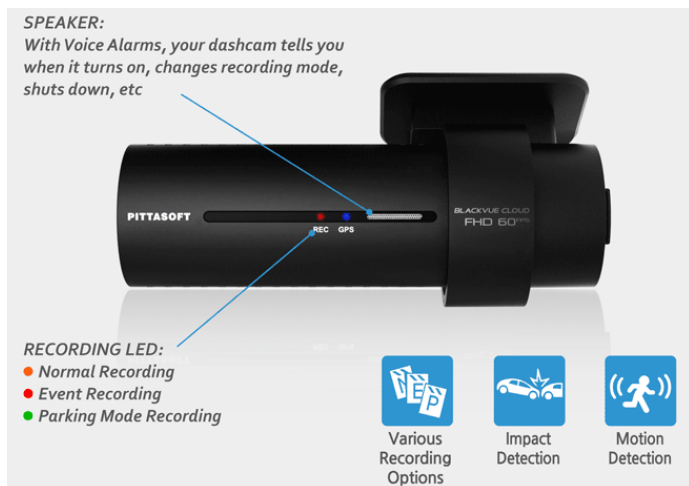 SPEAKER:
With Voice Alarms, your dashcam tells you
when it turns on, changes recording mode,
shuts down, etc
PITTASOFT
REC GPS
BLACKVUE CLOUD
FHD 60FPS
RECORDING LED:
Normal Recording
Event Recording
Parking Mode Recording
N E P
Various
Recording
Options
Impact
Detection
Motion
Detection